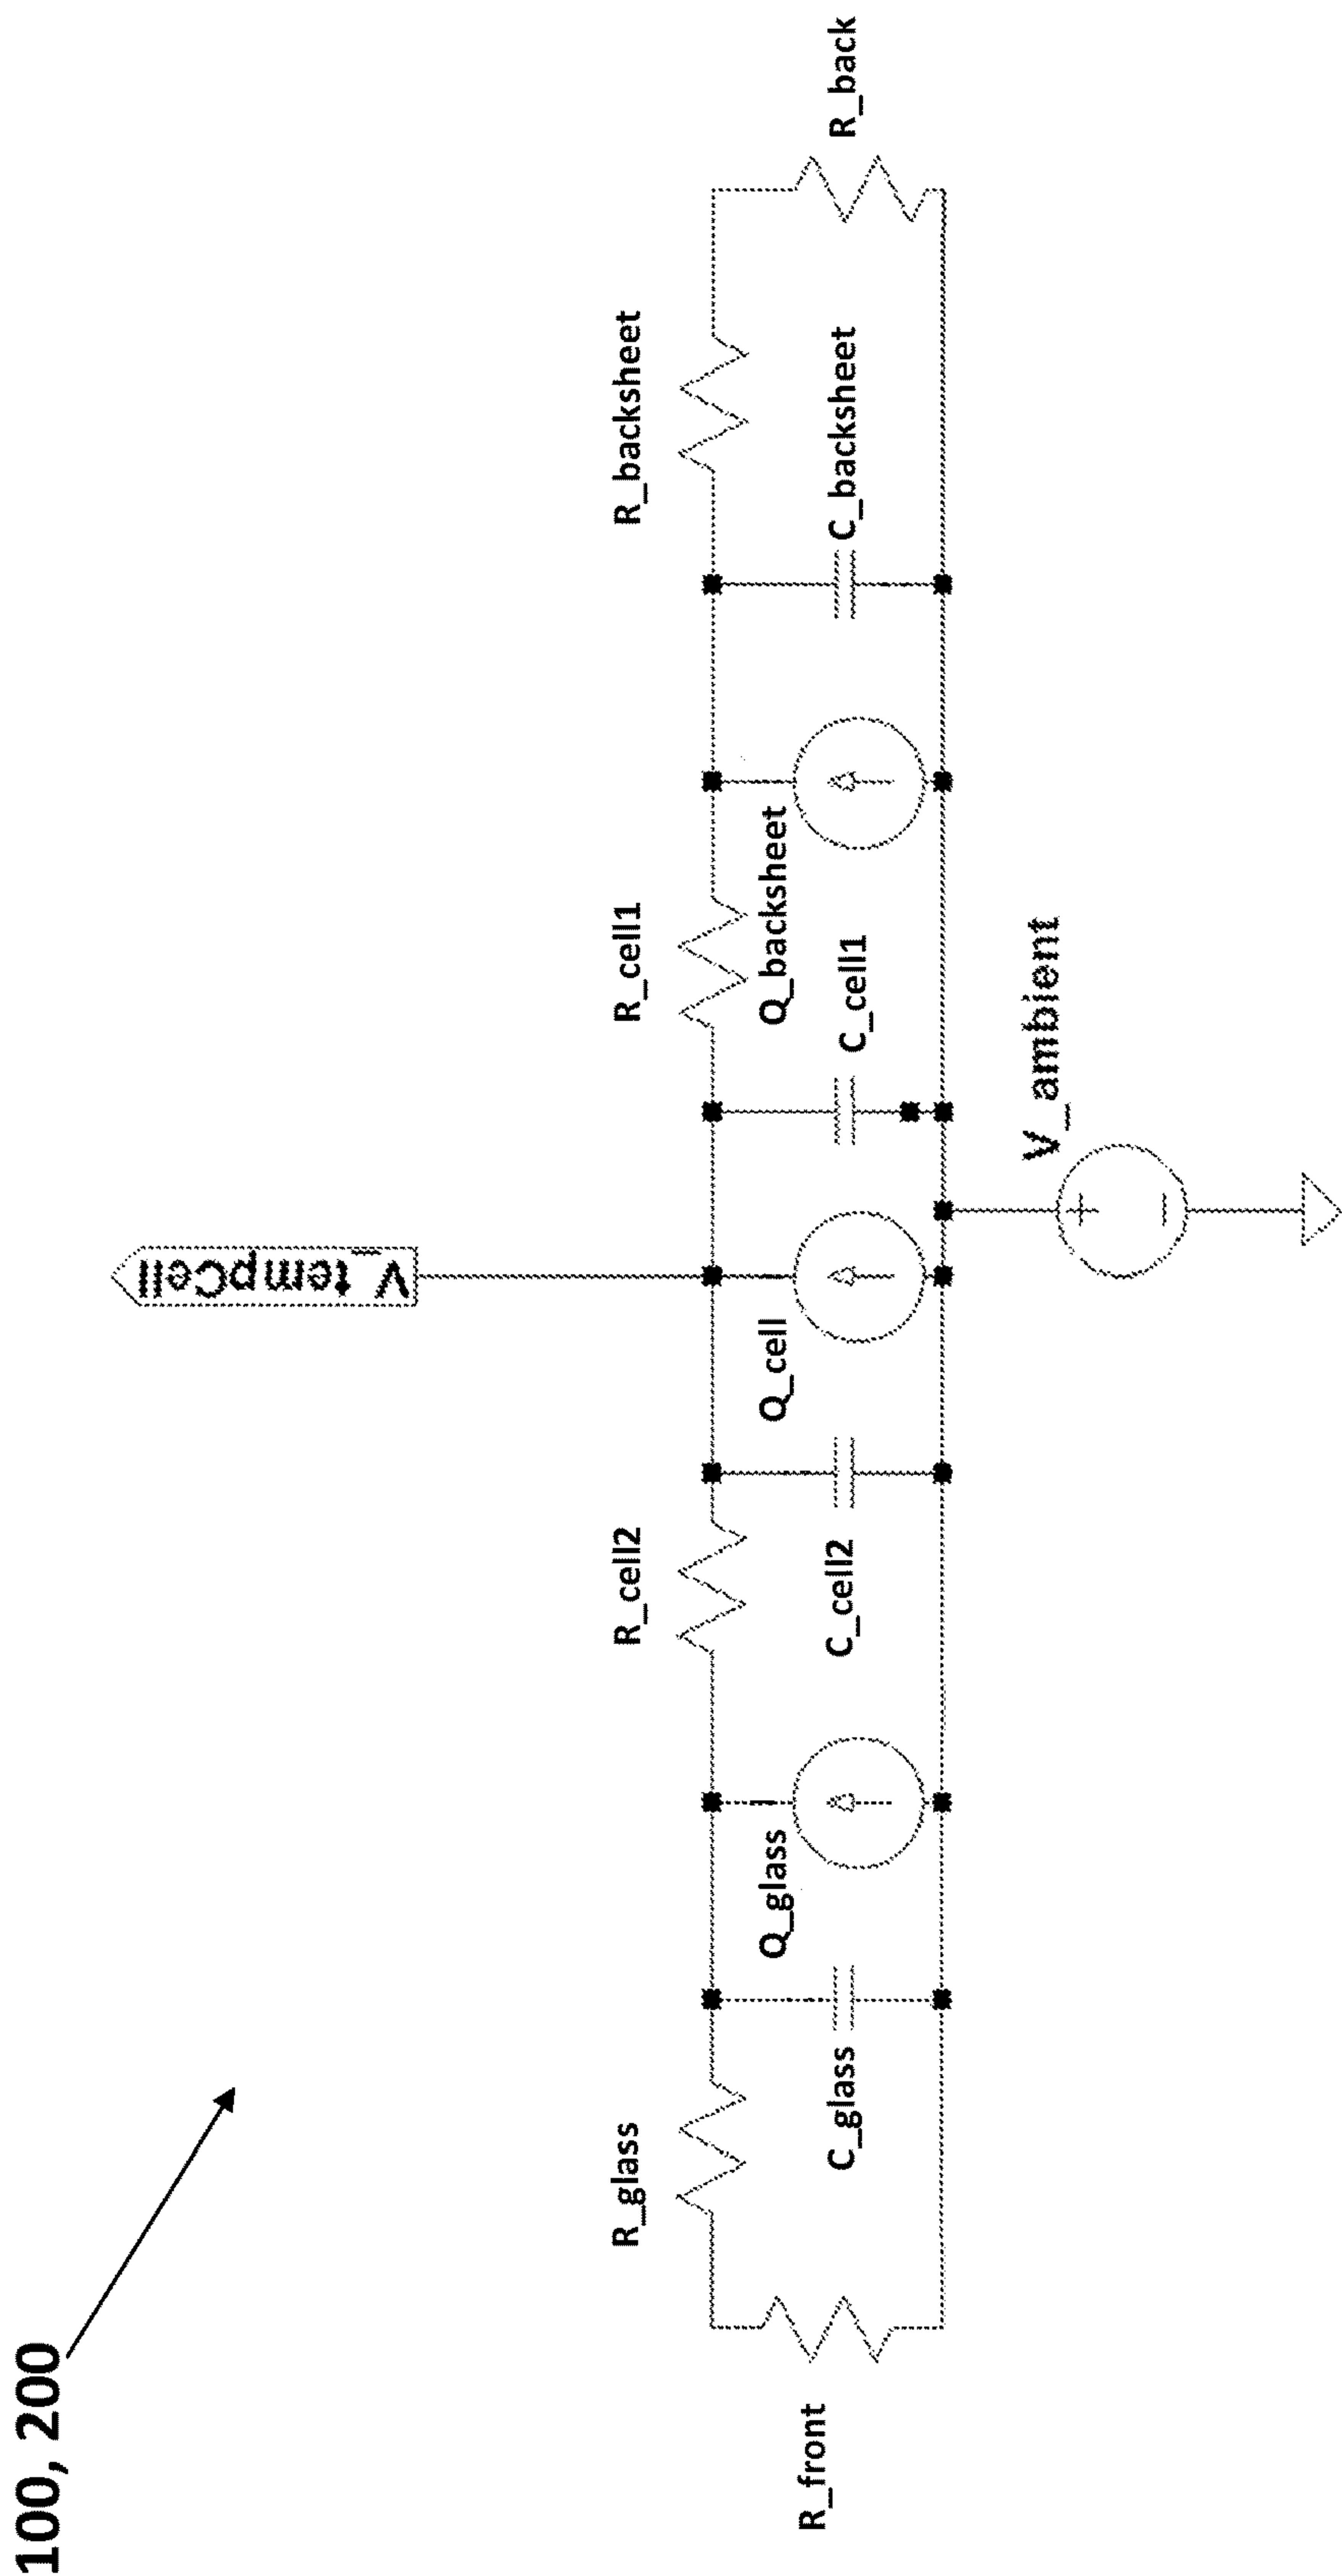 100, 200
V_tempCell
R_glass
R_cell2
R_cell1
R_backsheet
R_front
C_glass
Q_glass
C_cell2
Q_cell
C_cell1
Q_backsheet
C_backsheet
R_back
V_ambient
+
–